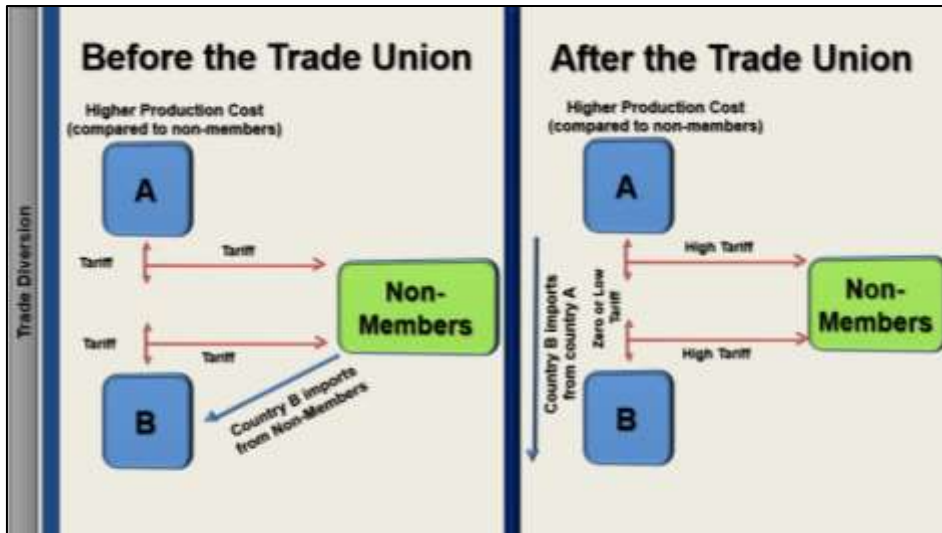 Trade Diversion
Before the Trade Union
Higher Production Cost
(compared to non-members)
A
Tariff
Tariff
Non-
Members
Tariff
Tariff
B
Country B imports
from Non-Members
After the Trade Union
Higher Production Cost
(compared to non-members)
A
High Tariff
Country B imports
from country A
Zero or Low
Tariff
Non-
Members
High Tariff
B